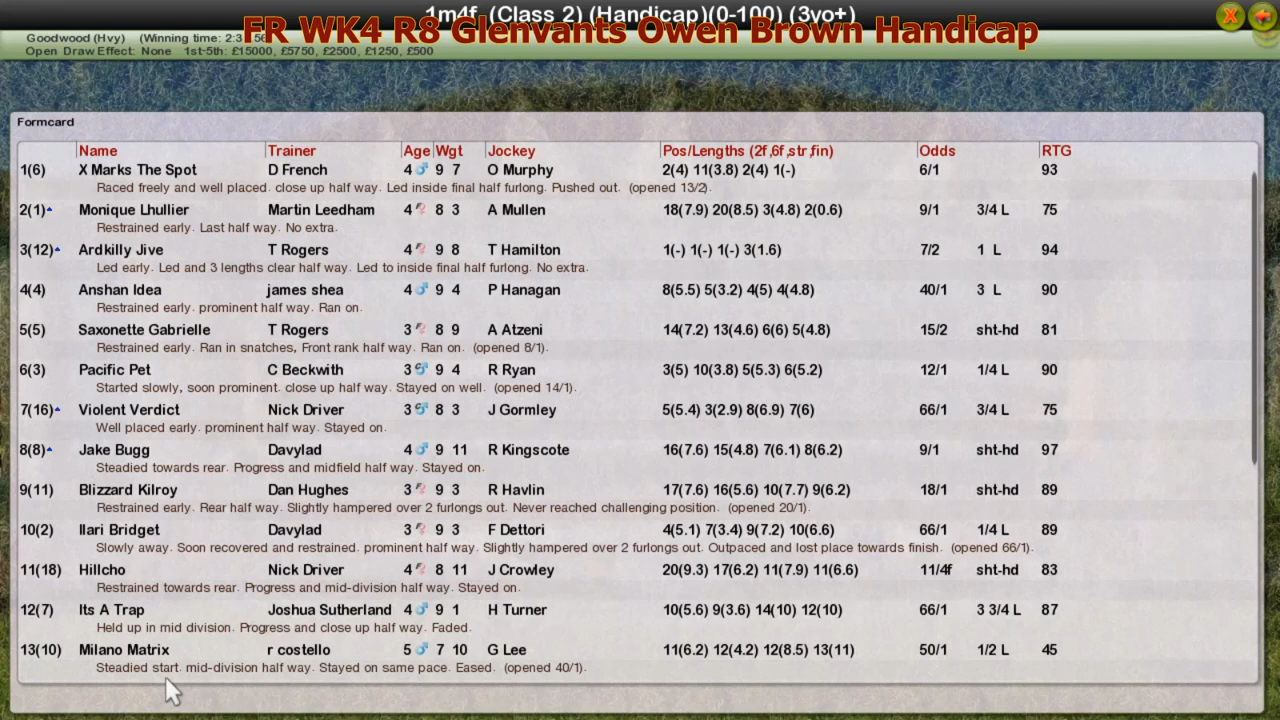 1m4f (Class 2) (Handicap)(0-100) (3yo+)
FR WK4 R8 Glenvants Owen Brown Handicap
Goodwood (Hvy) (Winning time: 2:3
Open Draw Effect: None 1st-5th: £15000, £5750, £2500, £1250, £500
Formcard
Name Trainer Age Wgt Jockey Pos/Lengths (2f,6f,str,fin) Odds RTG
1(6) X Marks The Spot D French 4 9 7 O Murphy 2(4) 11(3.8) 2(4) 1(-) 6/1 93
Raced freely and well placed. close up half way. Led inside final half furlong. Pushed out. (opened 13/2).
2(1) Monique Lhullier Martin Leedham 4 8 3 A Mullen 18(7.9) 20(8.5) 3(4.8) 2(0.6) 9/1 3/4 L 75
Restrained early. Last half way. No extra.
3(12) Ardkilly Jive T Rogers 4 9 8 T Hamilton 1(-) 1(-) 1(-) 3(1.6) 7/2 1 L 94
Led early. Led and 3 lengths clear half way. Led to inside final half furlong. No extra.
4(4) Anshan Idea james shea 4 9 4 P Hanagan 8(5.5) 5(3.2) 4(5) 4(4.8) 40/1 3 L 90
Restrained early. prominent half way. Ran on.
5(5) Saxonette Gabrielle T Rogers 3 8 9 A Atzeni 14(7.2) 13(4.6) 6(6) 5(4.8) 15/2 sht-hd 81
Restrained early. Ran in snatches, Front rank half way. Ran on. (opened 8/1).
6(3) Pacific Pet C Beckwith 3 9 4 R Ryan 3(5) 10(3.8) 5(5.3) 6(5.2) 12/1 1/4 L 90
Started slowly, soon prominent. close up half way. Stayed on well. (opened 14/1).
7(16) Violent Verdict Nick Driver 3 8 3 J Gormley 5(5.4) 3(2.9) 8(6.9) 7(6) 66/1 3/4 L 75
Well placed early. prominent half way. Stayed on.
8(8) Jake Bugg Davylad 4 9 11 R Kingscote 16(7.6) 15(4.8) 7(6.1) 8(6.2) 9/1 sht-hd 97
Steadied towards rear. Progress and midfield half way. Stayed on.
9(11) Blizzard Kilroy Dan Hughes 3 9 3 R Havlin 17(7.6) 16(5.6) 10(7.7) 9(6.2) 18/1 sht-hd 89
Restrained early. Rear half way. Slightly hampered over 2 furlongs out. Never reached challenging position. (opened 20/1).
10(2) Ilari Bridget Davylad 3 9 3 F Dettori 4(5.1) 7(3.4) 9(7.2) 10(6.6) 66/1 1/4 L 89
Slowly away. Soon recovered and restrained. prominent half way. Slightly hampered over 2 furlongs out. Outpaced and lost place towards finish. (opened 66/1).
11(18) Hillcho Nick Driver 4 8 11 J Crowley 20(9.3) 17(6.2) 11(7.9) 11(6.6) 11/4f sht-hd 83
Restrained towards rear. Progress and mid-division half way. Stayed on.
12(7) Its A Trap Joshua Sutherland 4 9 1 H Turner 10(5.6) 9(3.6) 14(10) 12(10) 66/1 3 3/4 L 87
Held up in mid division. Progress and close up half way. Faded.
13(10) Milano Matrix r costello 5 7 10 G Lee 11(6.2) 12(4.2) 12(8.5) 13(11) 50/1 1/2 L 45
Steadied start. mid-division half way. Stayed on same pace. Eased. (opened 40/1).